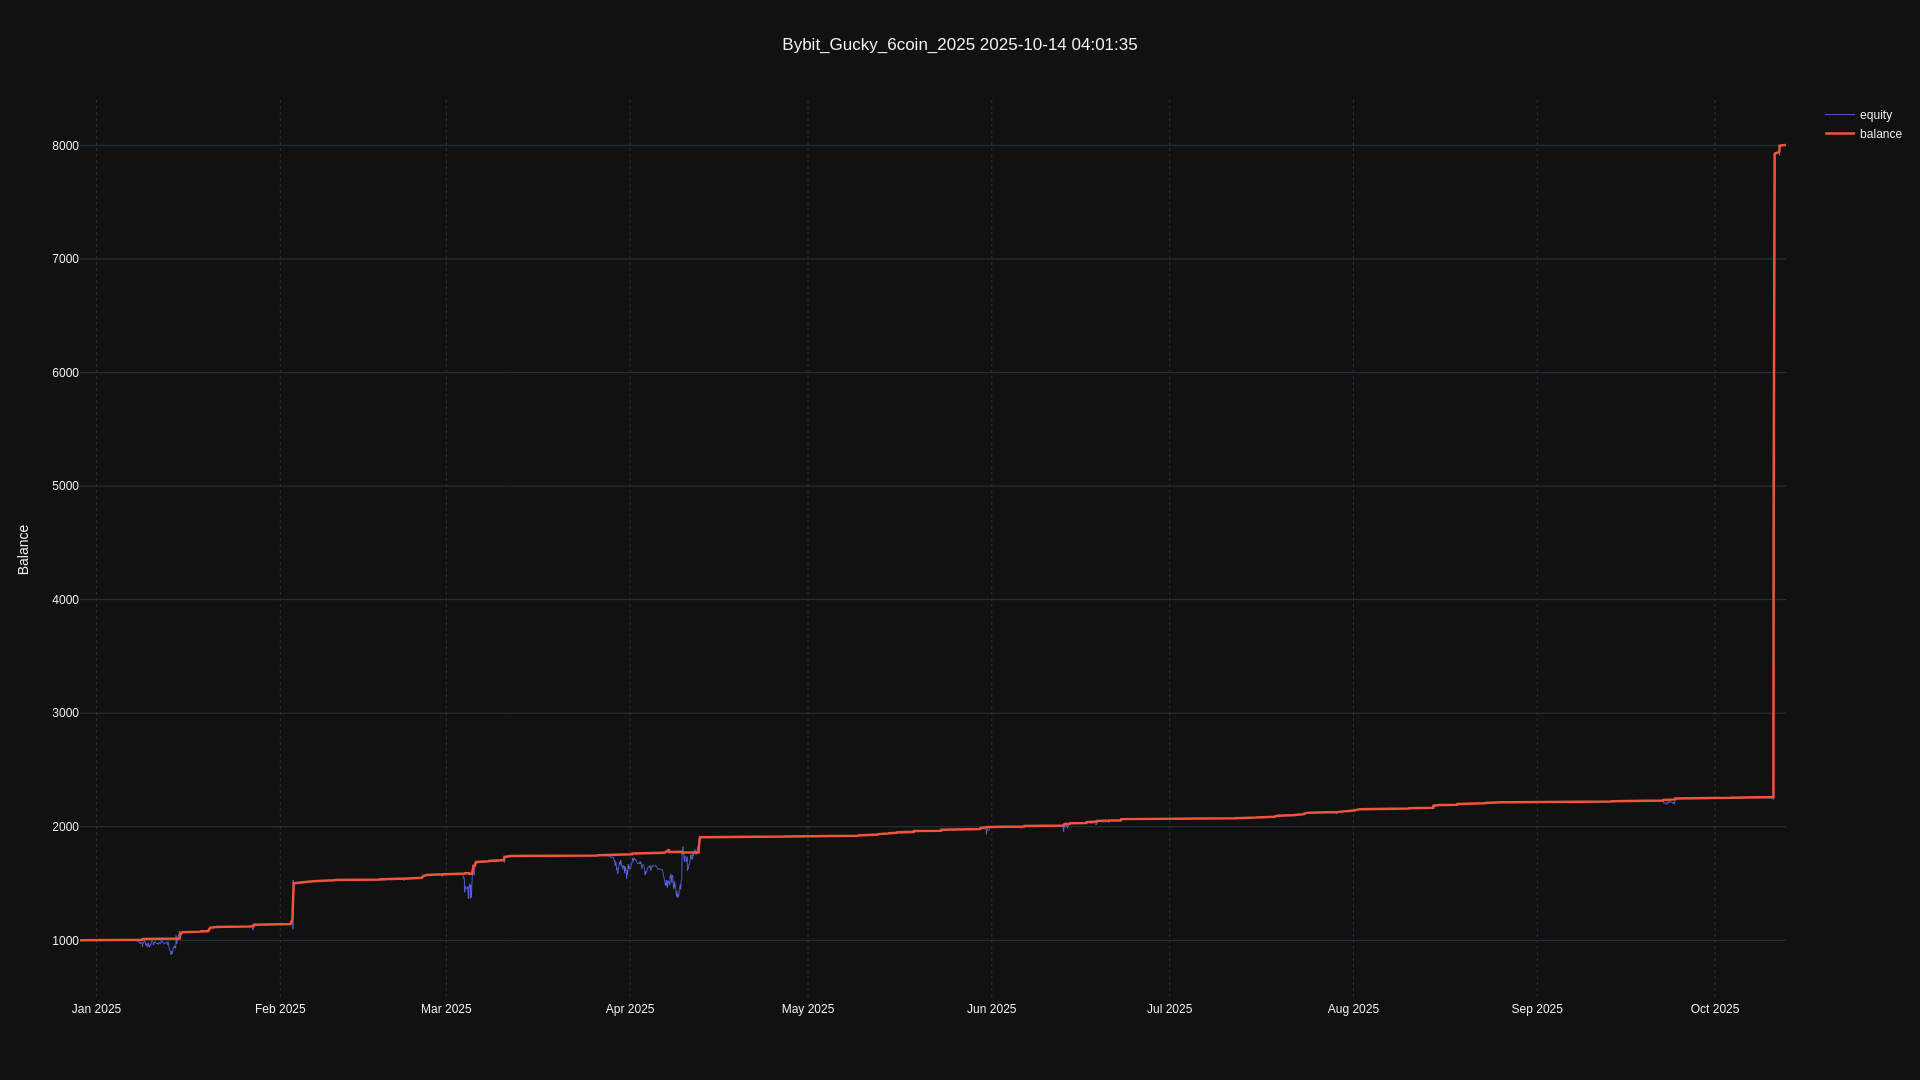 Bybit_Gucky_6coin_2025 2025-10-14 04:01:35
equity
balance
8000
7000
6000
5000
4000
3000
2000
1000
Balance
Jan 2025
Feb 2025
Mar 2025
Apr 2025
May 2025
Jun 2025
Jul 2025
Aug 2025
Sep 2025
Oct 2025